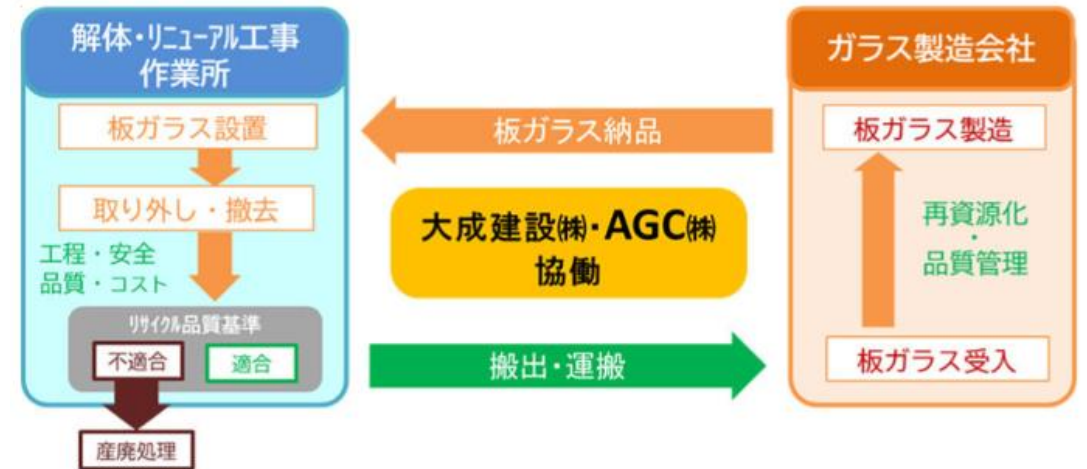 解体・リニューアル工事
作業所
板ガラス設置
取り外し・撤去
工程・安全
品質・コスト
リサイクル品質基準
不適合
適合
産廃処理
板ガラス納品
大成建設㈱・AGC㈱
協働
搬出・運搬
ガラス製造会社
板ガラス製造
再資源化
・
品質管理
板ガラス受入